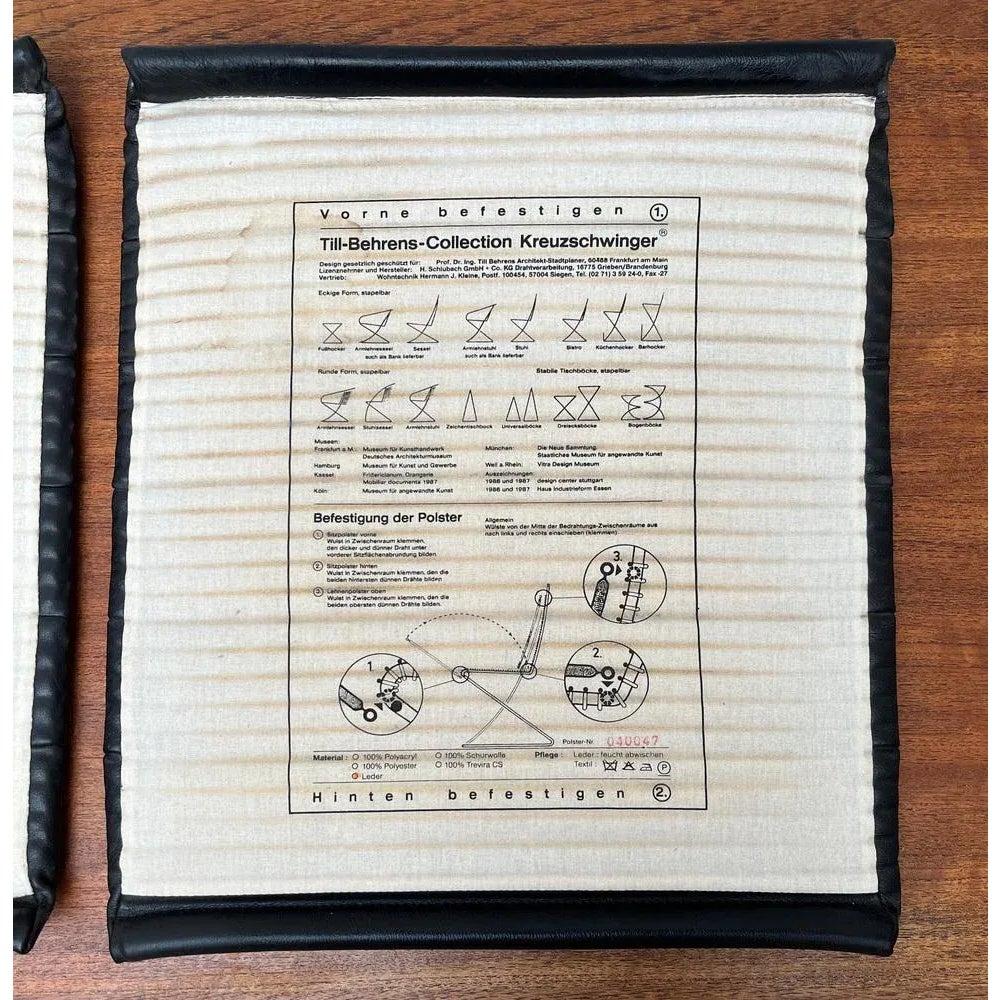 Vorne befestigen 1.
Till-Behrens-Collection Kreuzschwinger®
Design gesetzlich geschützt für: Prof. Dr. Ing. Till Behrens Architekt-Stadtplaner, 60488 Frankfurt am Main
Lizenznehmer und Hersteller: H. Schlubach GmbH + Co. KG Drahtverarbeitung, 16775 Grieben/Brandenburg
Vertrieb: Wohntechnik Hermann J. Kleine, Postf. 100454, 57004 Siegen, Tel. (02 71) 3 59 24-0, Fax -27
Eckige Form, stapelbar
Fußhocker Armlehnsessel Sessel Armlehnstuhl Stuhl Bistro Küchenhocker Barhocker
auch als Bank lieferbar auch als Bank lieferbar
Runde Form, stapelbar Stabile Tischböcke, stapelbar
Armlehnsessel Stuhlsessel Armlehnstuhl Zeichentischbock Universalböcke Dreiecksböcke Bogenböcke
Museen:
Frankfurt a.M.: Museum für Kunsthandwerk München: Die Neue Sammlung,
Deutsches Architekturmuseum Staatliches Museum für angewandte Kunst
Hamburg Museum für Kunst und Gewerbe Weil a.Rhein: Vitra Design Museum
Kassel: Fridericianum, Orangerie Auszeichnungen:
Mobiliar documenta 1987 1986 und 1987 design center stuttgart
Köln: Museum für angewandte Kunst 1986 und 1987 Haus Industrieform Essen
Befestigung der Polster
Allgemein
Wülste von der Mitte der Bedrahtungs-Zwischenräume aus
nach links und rechts einschieben (klemmen)
1. Sitzpolster vorne
Wulst in Zwischenraum klemmen,
den dicker und dünner Draht unter
vorderer Sitzflächenabrundung bilden
2. Sitzpolster hinten
Wulst in Zwischenraum klemmen, den die
beiden hintersten dünnen Drähte bilden
3. Lehnenpolster oben
Wulst in Zwischenraum klemmen, den die
beiden obersten dünnen Drähte bilden.
3.
1.
2.
Polster-Nr. 040047
Material: 100% Polyacryl 100% Schurwolle Pflege: Leder: feucht abwischen
100% Polyester 100% Trevira CS Textil: P
Leder
Hinten befestigen 2.